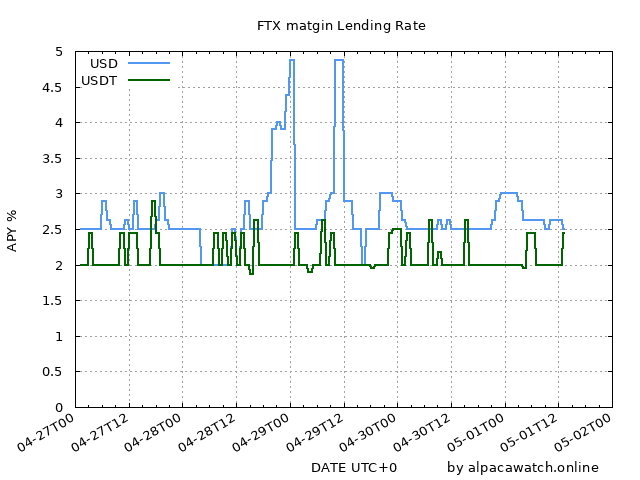 FTX matgin Lending Rate
USD
USDT
5
4.5
4
3.5
3
2.5
2
1.5
1
0.5
0
APY %
04-27T00
04-27T12
04-28T00
04-28T12
04-29T00
04-29T12
04-30T00
04-30T12
05-01T00
05-01T12
05-02T00
DATE UTC+0
by alpacawatch.online